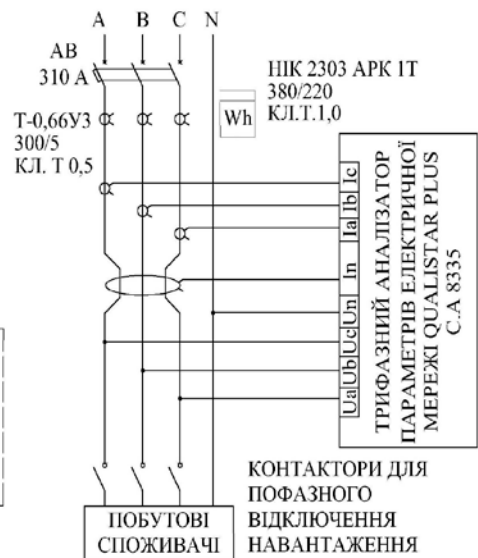 А В С N
АВ
310 А
НІК 2303 АРК 1Т
380/220
КЛ.Т.1,0
Wh
Т-0,66УЗ
300/5
КЛ. Т 0,5
Ic
Ib
Ia
In
Un
Uc
Ub
Ua
ТРИФАЗНИЙ АНАЛІЗАТОР
ПАРАМЕТРІВ ЕЛЕКТРИЧНОЇ
МЕРЕЖІ QUALISTAR PLUS
C.A 8335
КОНТАКТОРИ ДЛЯ
ПОФАЗНОГО
ВІДКЛЮЧЕННЯ
НАВАНТАЖЕННЯ
ПОБУТОВІ
СПОЖИВАЧІ